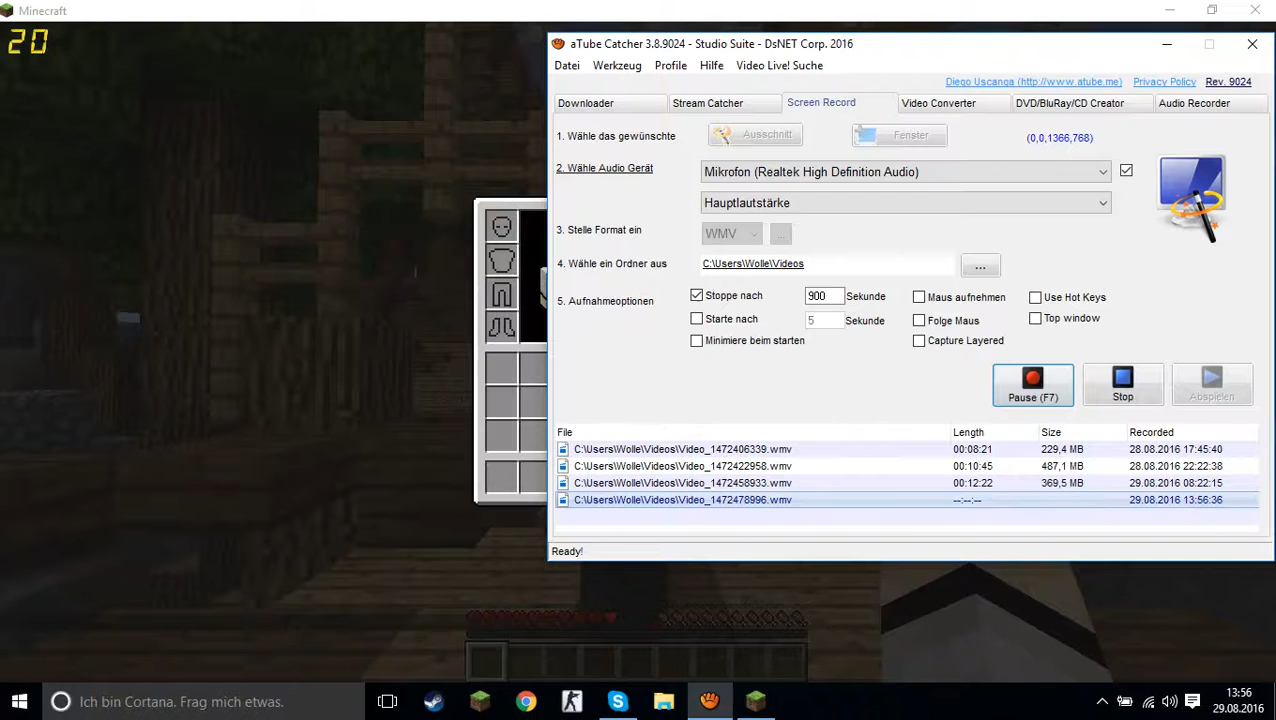 Minecraft
20
aTube Catcher 3.8.9024 - Studio Suite - DsNET Corp. 2016
Datei Werkzeug Profile Hilfe Video Live! Suche
Diego Uscanga (http://www.atube.me) Privacy Policy Rev. 9024
Downloader Stream Catcher Screen Record Video Converter DVD/BluRay/CD Creator Audio Recorder
1. Wähle das gewünschte Ausschnitt Fenster (0,0,1366,768)
2. Wähle Audio Gerät Mikrofon (Realtek High Definition Audio)
Hauptlautstärke
3. Stelle Format ein WMV ...
4. Wähle ein Ordner aus C:\Users\Wolle\Videos ...
5. Aufnahmeoptionen Stoppe nach 900 Sekunde Maus aufnehmen Use Hot Keys
Starte nach 5 Sekunde Folge Maus Top window
Minimiere beim starten Capture Layered
Pause (F7) Stop Abspielen
File Length Size Recorded
C:\Users\Wolle\Videos\Video_1472406339.wmv 00:08:21 229,4 MB 28.08.2016 17:45:40
C:\Users\Wolle\Videos\Video_1472422958.wmv 00:10:45 487,1 MB 28.08.2016 22:22:38
C:\Users\Wolle\Videos\Video_1472458933.wmv 00:12:22 369,5 MB 29.08.2016 08:22:15
C:\Users\Wolle\Videos\Video_1472478996.wmv --:--:-- 29.08.2016 13:56:36
Ready!
Ich bin Cortana. Frag mich etwas. 13:56
29.08.2016